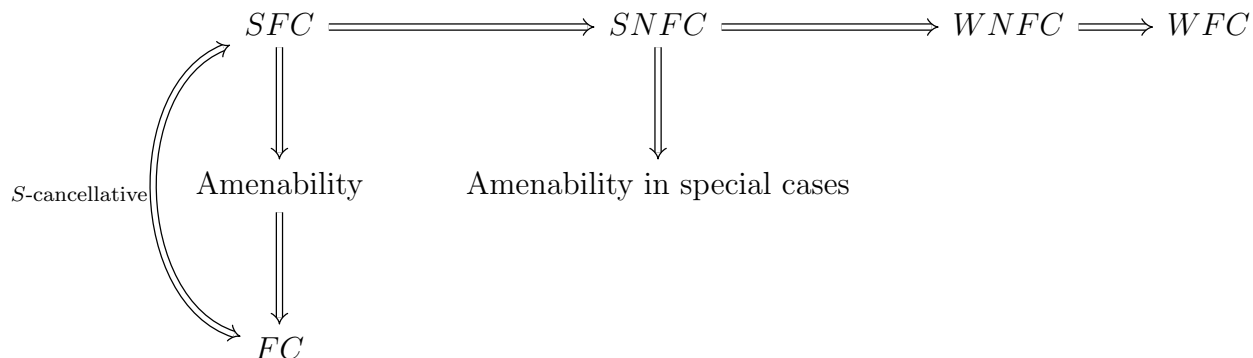 SFC SNFC WNFC WFC
S-cancellative Amenability Amenability in special cases
FC